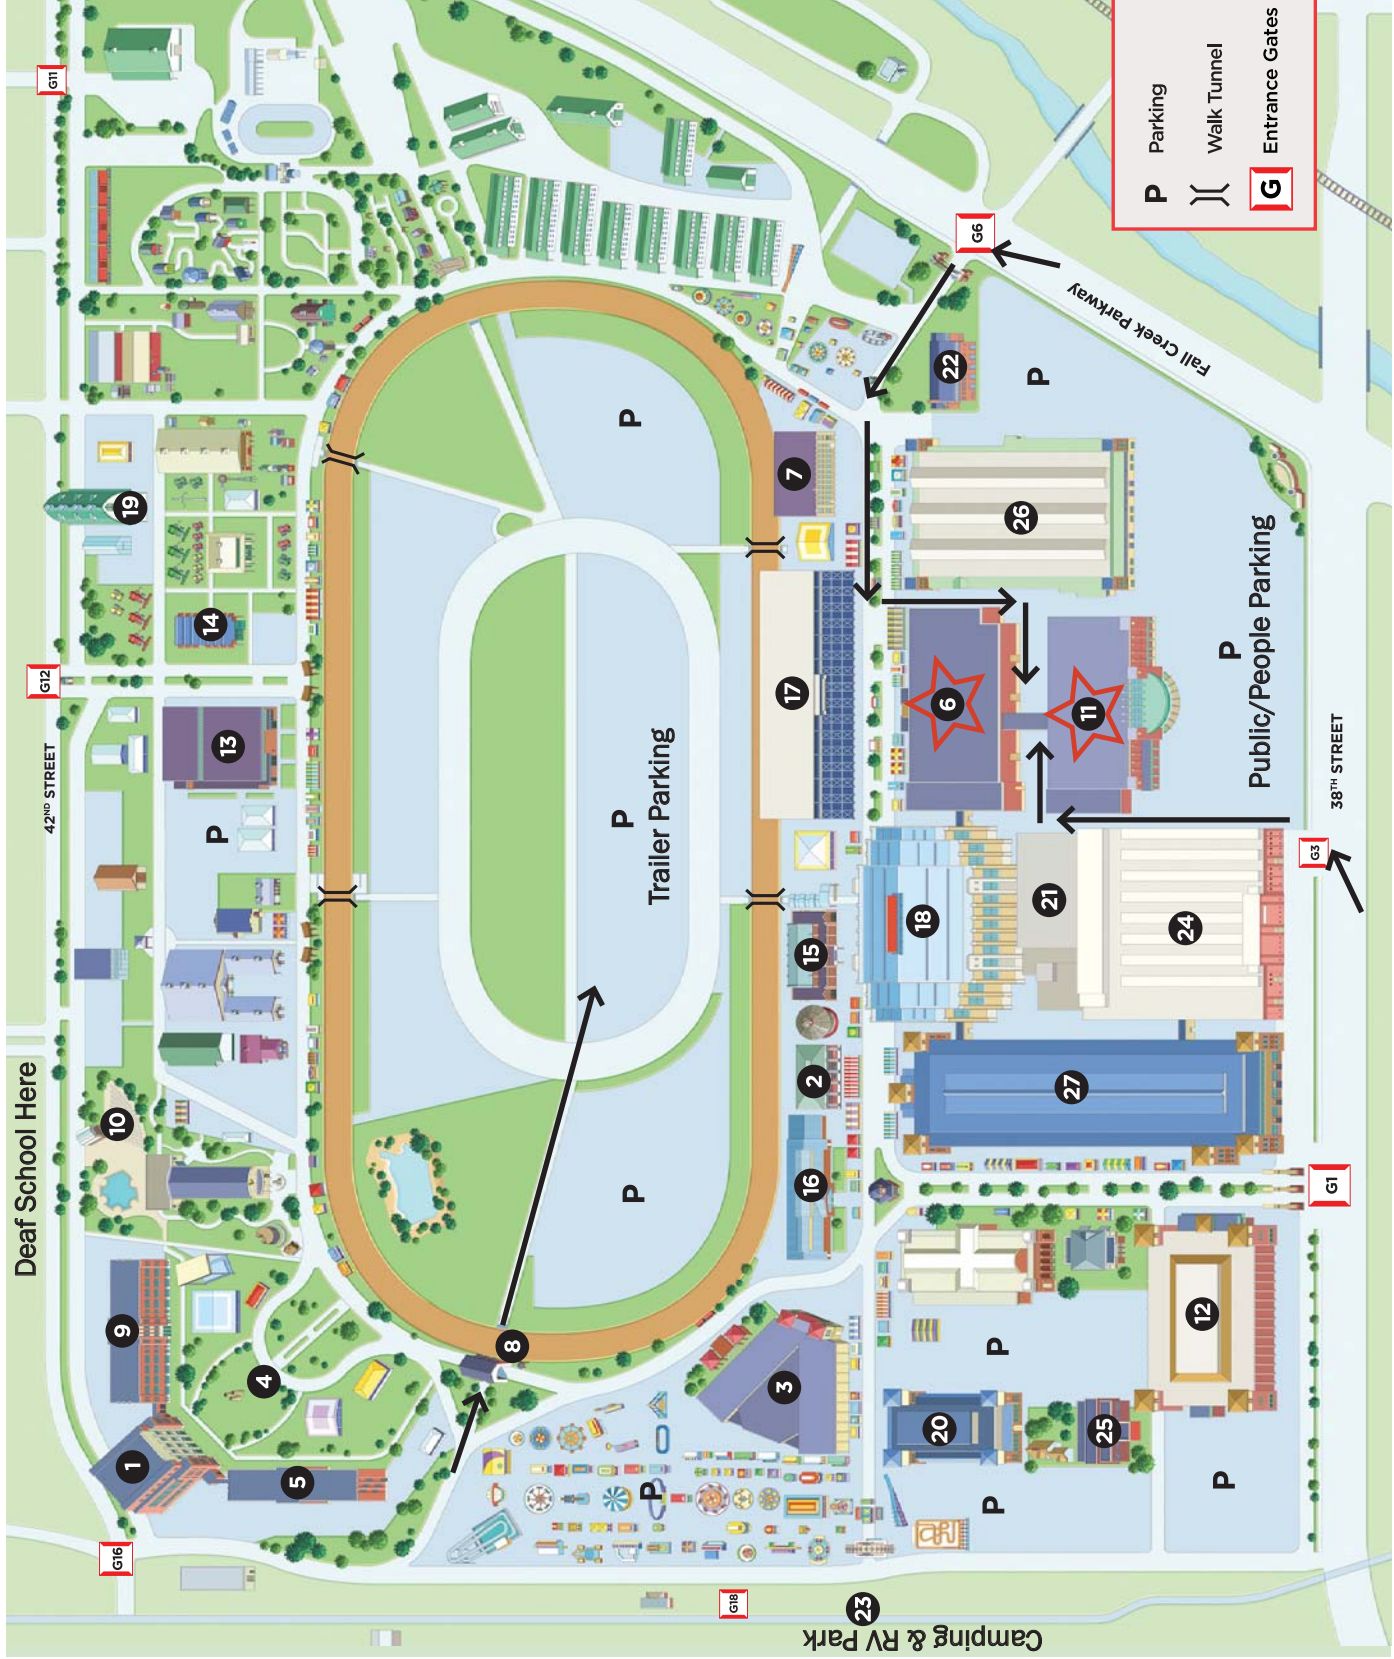 G11
G12
42ND STREET
Deaf School Here
G16
19
14
13
P
10
9
4
1
5
8
P
P
Trailer Parking
P
7
17
15
2
16
3
P
G18
23
Camping & RV Park
G6
Fall Creek Parkway
22
P
26
6
11
P
Public/People Parking
18
21
24
27
G3
38TH STREET
G1
12
P
20
25
P
P
P Parking
Walk Tunnel
G Entrance Gates